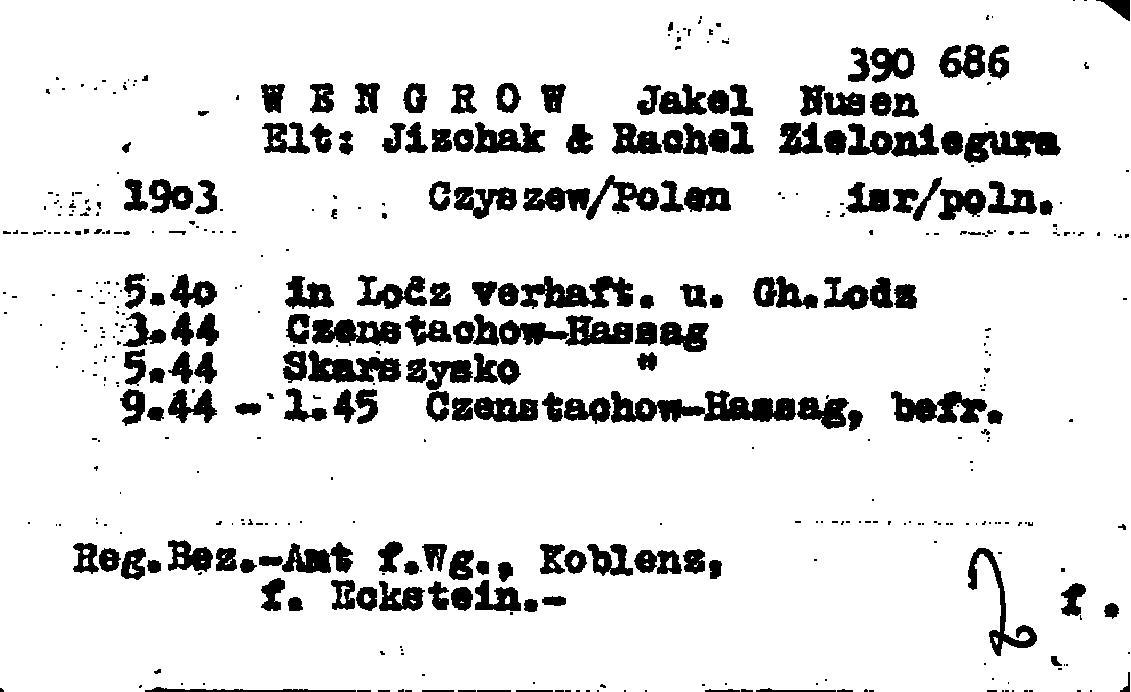 390 686
W E N G R O W Jakel Nusen
Elt: Jizchak & Rachel Zieloniegura
1903 Czyszew/Polen isr/poln.
5.40 in Lodz verhaft. u. Gh.Lodz
3.44 Czenstachow-Hassag
5.44 Skarszysko "
9.44 - 1.45 Czenstachow-Hassag, befr.
Reg.Bez.-Amt f.Wg., Koblenz,
f. Eckstein.-
f.